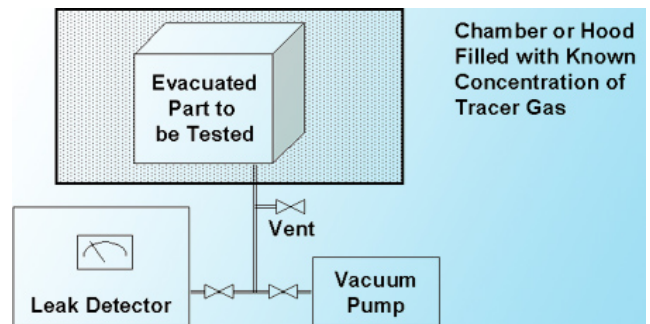 Chamber or Hood
Filled with Known
Concentration of
Tracer Gas
Evacuated
Part to
be Tested
Vent
Leak Detector
Vacuum
Pump